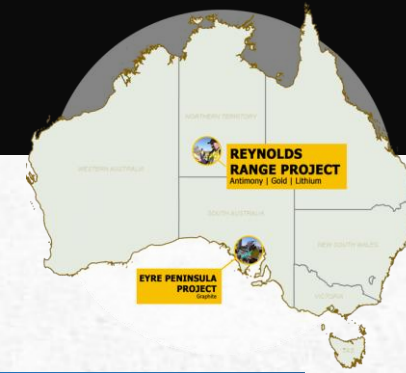 NORTHERN TERRITORY
REYNOLDS
RANGE PROJECT
Antimony | Gold | Lithium
WESTERN AUSTRALIA
SOUTH AUSTRALIA
NEW SOUTH WALES
EYRE PENINSULA
PROJECT
Graphite
VICTORIA
TAS